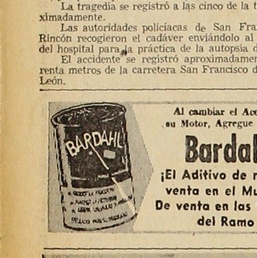 La tragedia se registró a las cinco de la t
ximadamente.
Las autoridades policíacas de San Fra
Rincón recogieron el cadáver enviándolo al
del hospital para la práctica de la autopsia d
El accidente se registró aproximadamen
renta metros de la carretera San Francisco d
León.
Al cambiar el Ace
su Motor, Agregue
BARDAHL
Bardal
¡El Aditivo de m
venta en el Mu
De venta en las
del Ramo